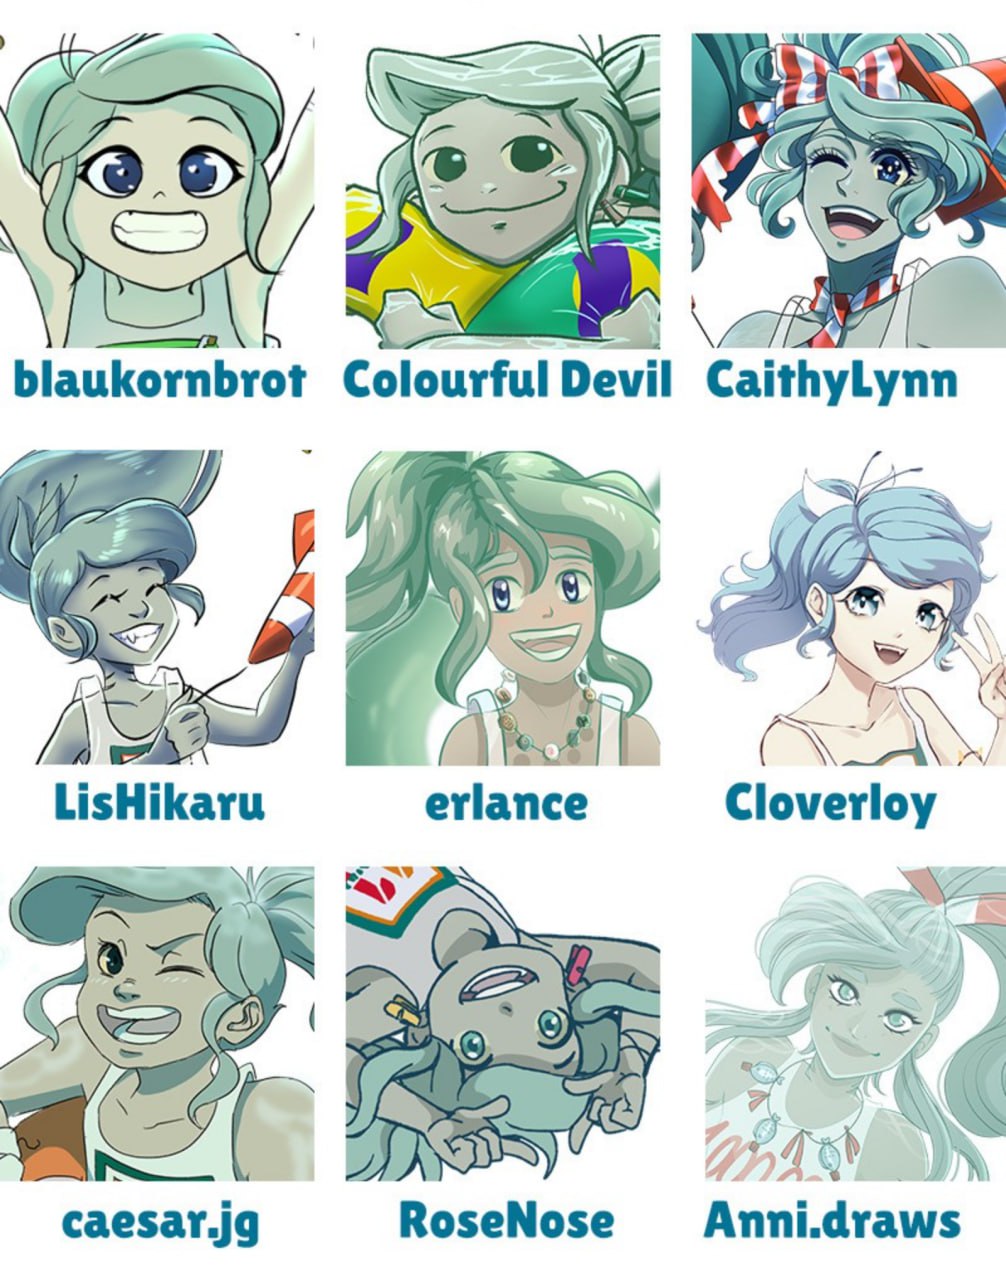 blaukornbrot
Colourful Devil
CaithyLynn
LisHikaru
erlance
Cloverloy
caesar.jg
RoseNose
Anni.draws